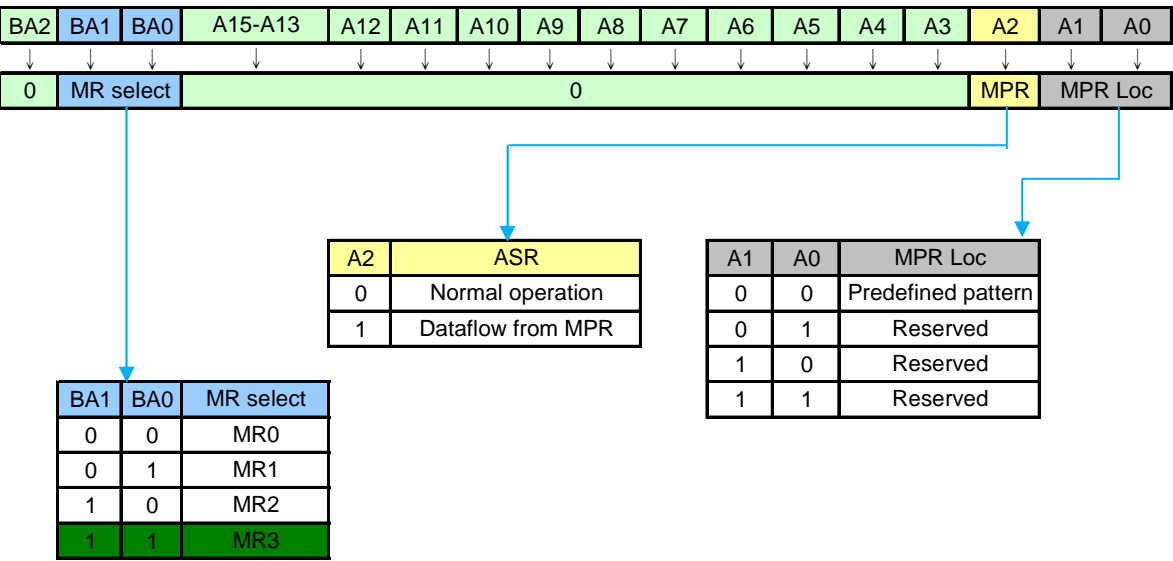 BA2 BA1 BA0 A15-A13 A12 A11 A10 A9 A8 A7 A6 A5 A4 A3 A2 A1 A0
0 MR select 0 MPR MPR Loc
A2 ASR
0 Normal operation
1 Dataflow from MPR
A1 A0 MPR Loc
0 0 Predefined pattern
0 1 Reserved
1 0 Reserved
1 1 Reserved
BA1 BA0 MR select
0 0 MR0
0 1 MR1
1 0 MR2
1 1 MR3